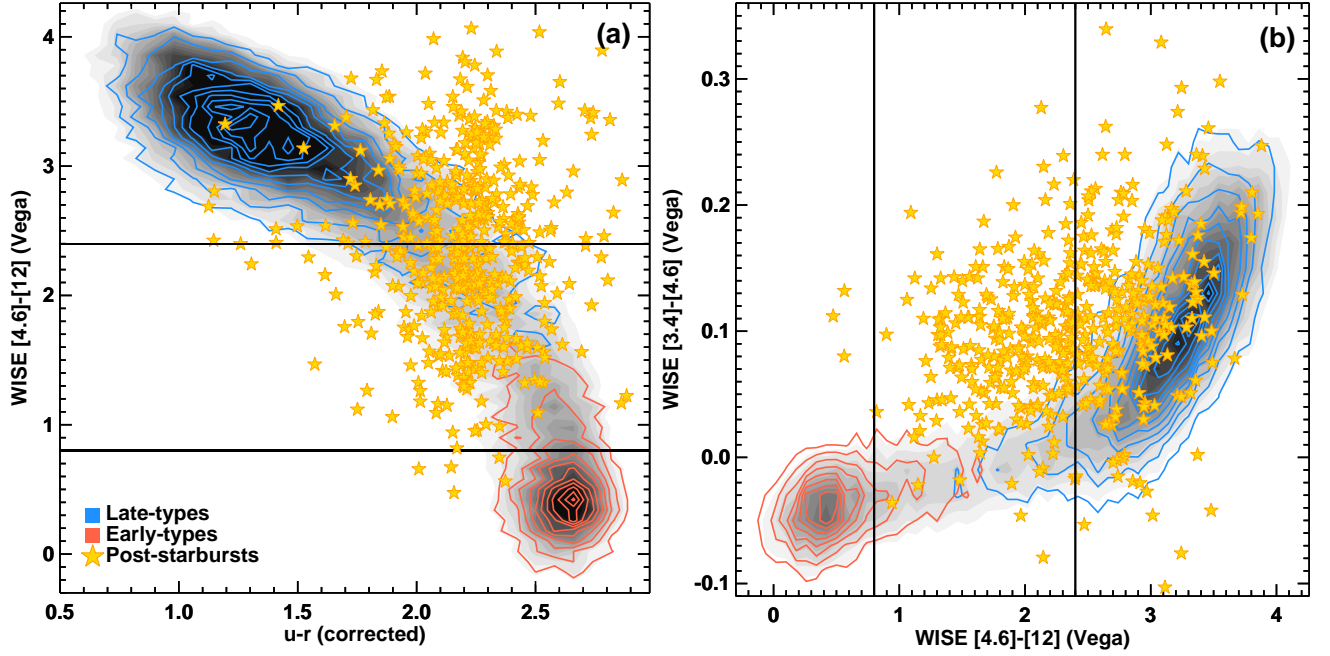 (a)
4
3
2
1
0
WISE [4.6]-[12] (Vega)
Late-types
Early-types
Post-starbursts
0.5
1.0
1.5
2.0
2.5
u-r (corrected)
(b)
0.3
0.2
0.1
0.0
-0.1
WISE [3.4]-[4.6] (Vega)
0
1
2
3
4
WISE [4.6]-[12] (Vega)